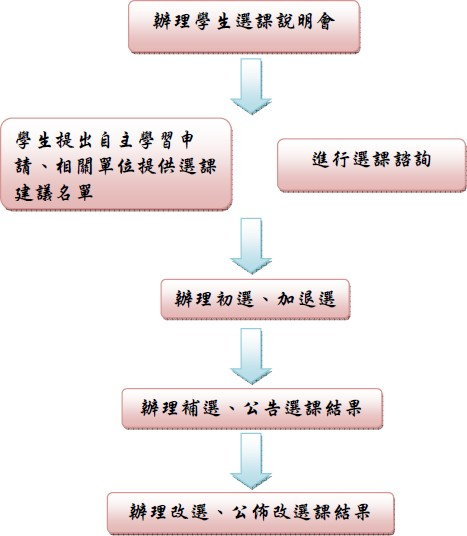 辦理學生選課說明會
學生提出自主學習申
請、相關單位提供選課
建議名單
進行選課諮詢
辦理初選、加退選
辦理補選、公告選課結果
辦理改選、公佈改選課結果